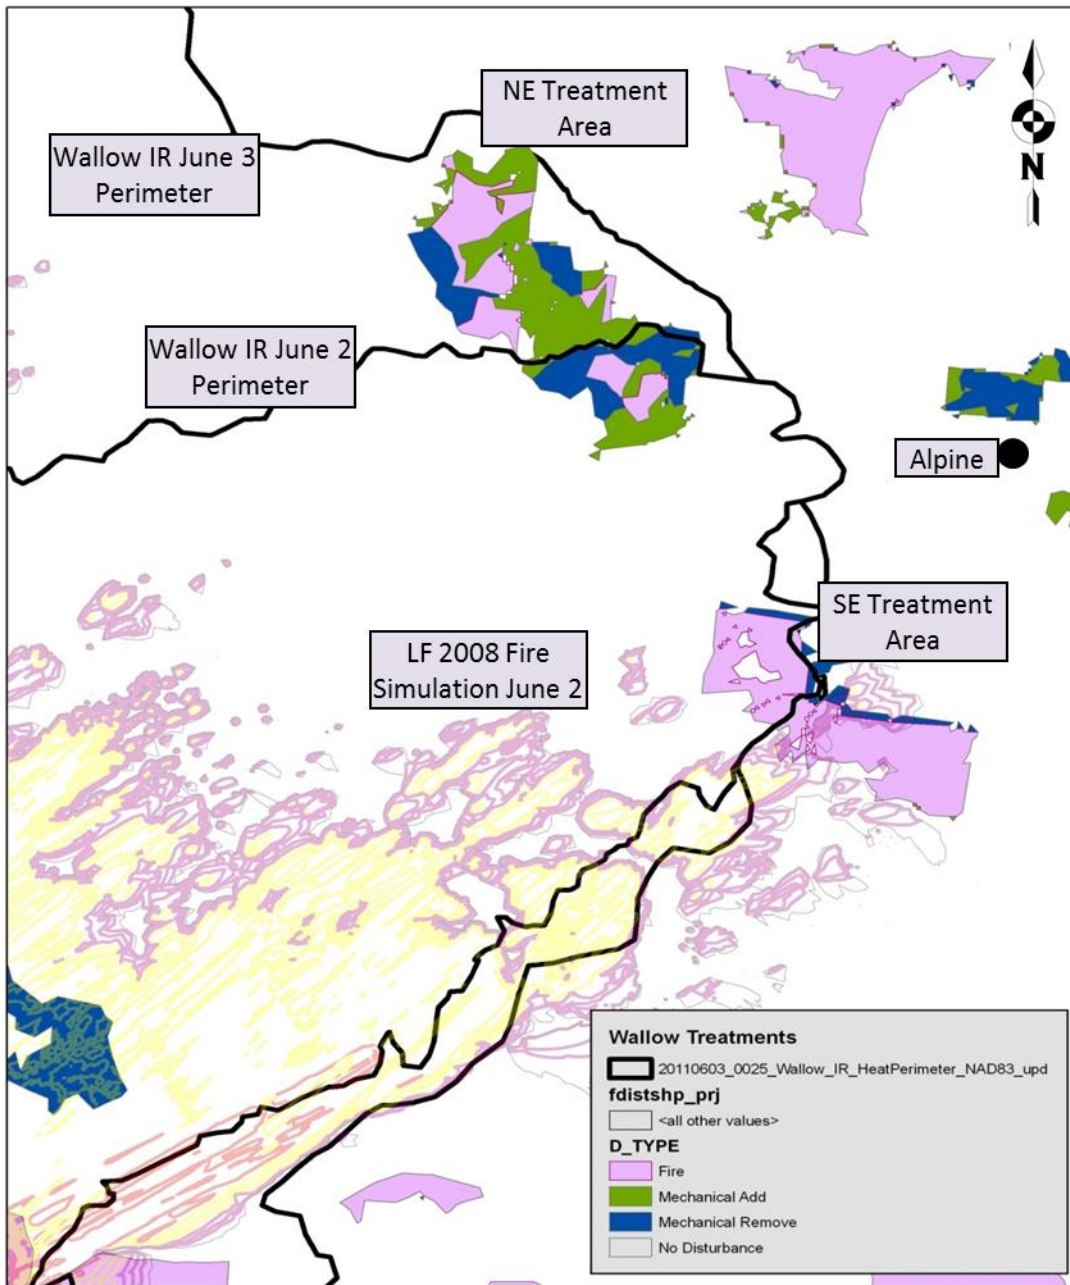 NE Treatment
Area
Wallow IR June 3
Perimeter
N
Wallow IR June 2
Perimeter
Alpine
SE Treatment
Area
LF 2008 Fire
Simulation June 2
Wallow Treatments
20110603_0025_Wallow_IR_HeatPerimeter_NAD83_upd
fdistshp_prj
<all other values>
D_TYPE
Fire
Mechanical Add
Mechanical Remove
No Disturbance